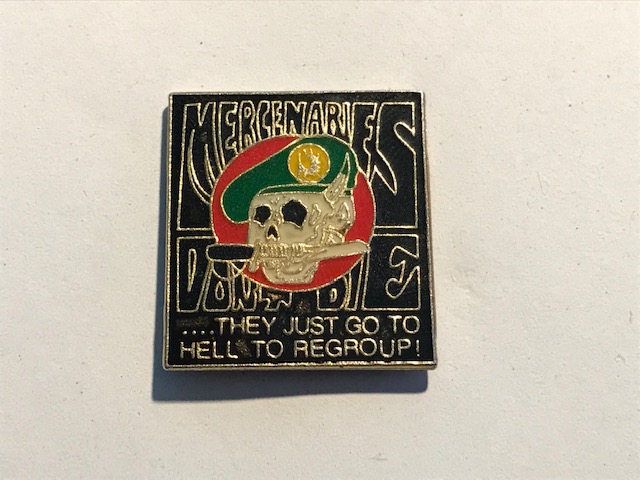 MERCENARIES
DON'T DIE
....THEY JUST GO TO
HELL TO REGROUP!